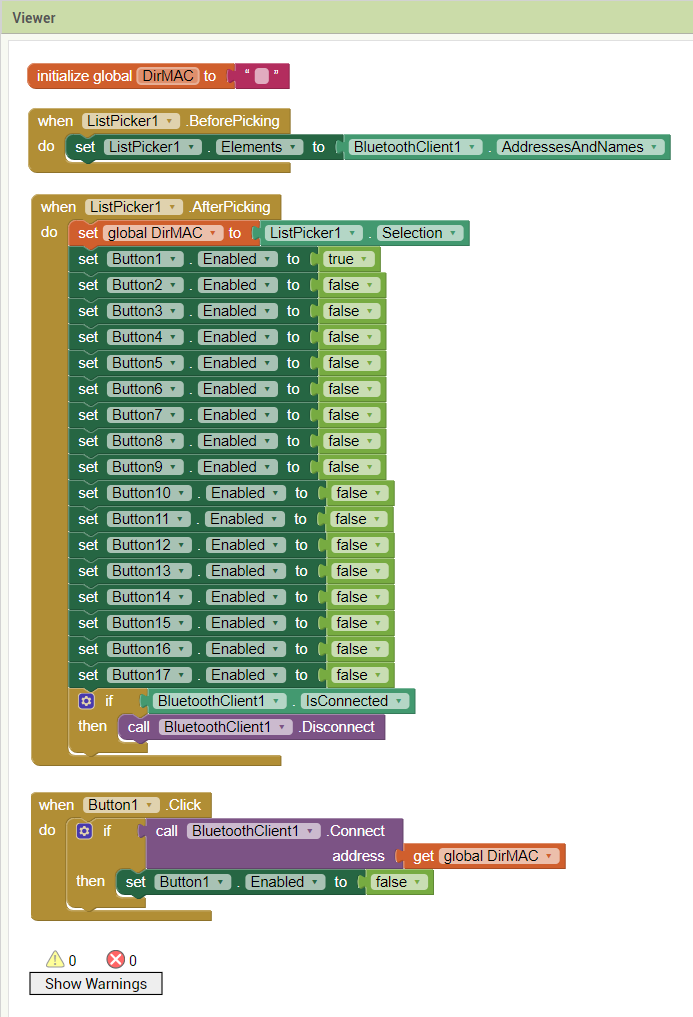 Viewer
initialize global DirMAC to " "
when ListPicker1 .BeforePicking
do set ListPicker1 . Elements to BluetoothClient1 . AddressesAndNames
when ListPicker1 .AfterPicking
do set global DirMAC to ListPicker1 . Selection
set Button1 . Enabled to true
set Button2 . Enabled to false
set Button3 . Enabled to false
set Button4 . Enabled to false
set Button5 . Enabled to false
set Button6 . Enabled to false
set Button7 . Enabled to false
set Button8 . Enabled to false
set Button9 . Enabled to false
set Button10 . Enabled to false
set Button11 . Enabled to false
set Button12 . Enabled to false
set Button13 . Enabled to false
set Button14 . Enabled to false
set Button15 . Enabled to false
set Button16 . Enabled to false
set Button17 . Enabled to false
if BluetoothClient1 . IsConnected
then call BluetoothClient1 .Disconnect
when Button1 .Click
do if call BluetoothClient1 .Connect
address get global DirMAC
then set Button1 . Enabled to false
0 0
Show Warnings